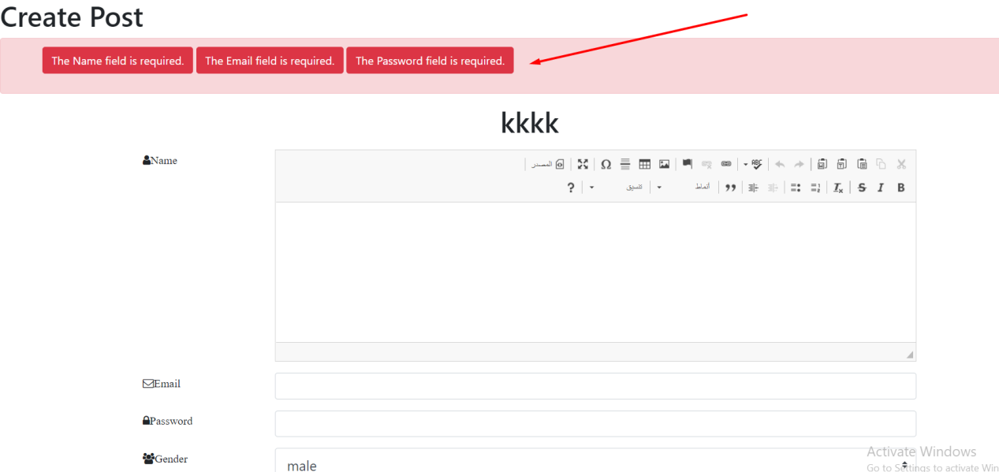 Create Post
The Name field is required. The Email field is required. The Password field is required.
kkkk
Name
المصدر
Ω ABC
? تنسيق أنماط ,, S I B
Email
Password
Gender
male
Activate Windows
Go to Settings to activate Win